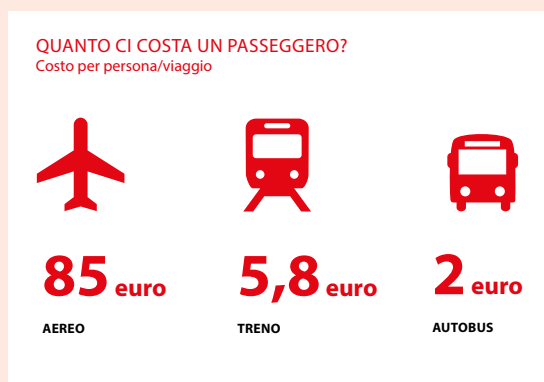 QUANTO CI COSTA UN PASSEGGERO?
Costo per persona/viaggio
85 euro
5,8 euro
2 euro
AEREO
TRENO
AUTOBUS